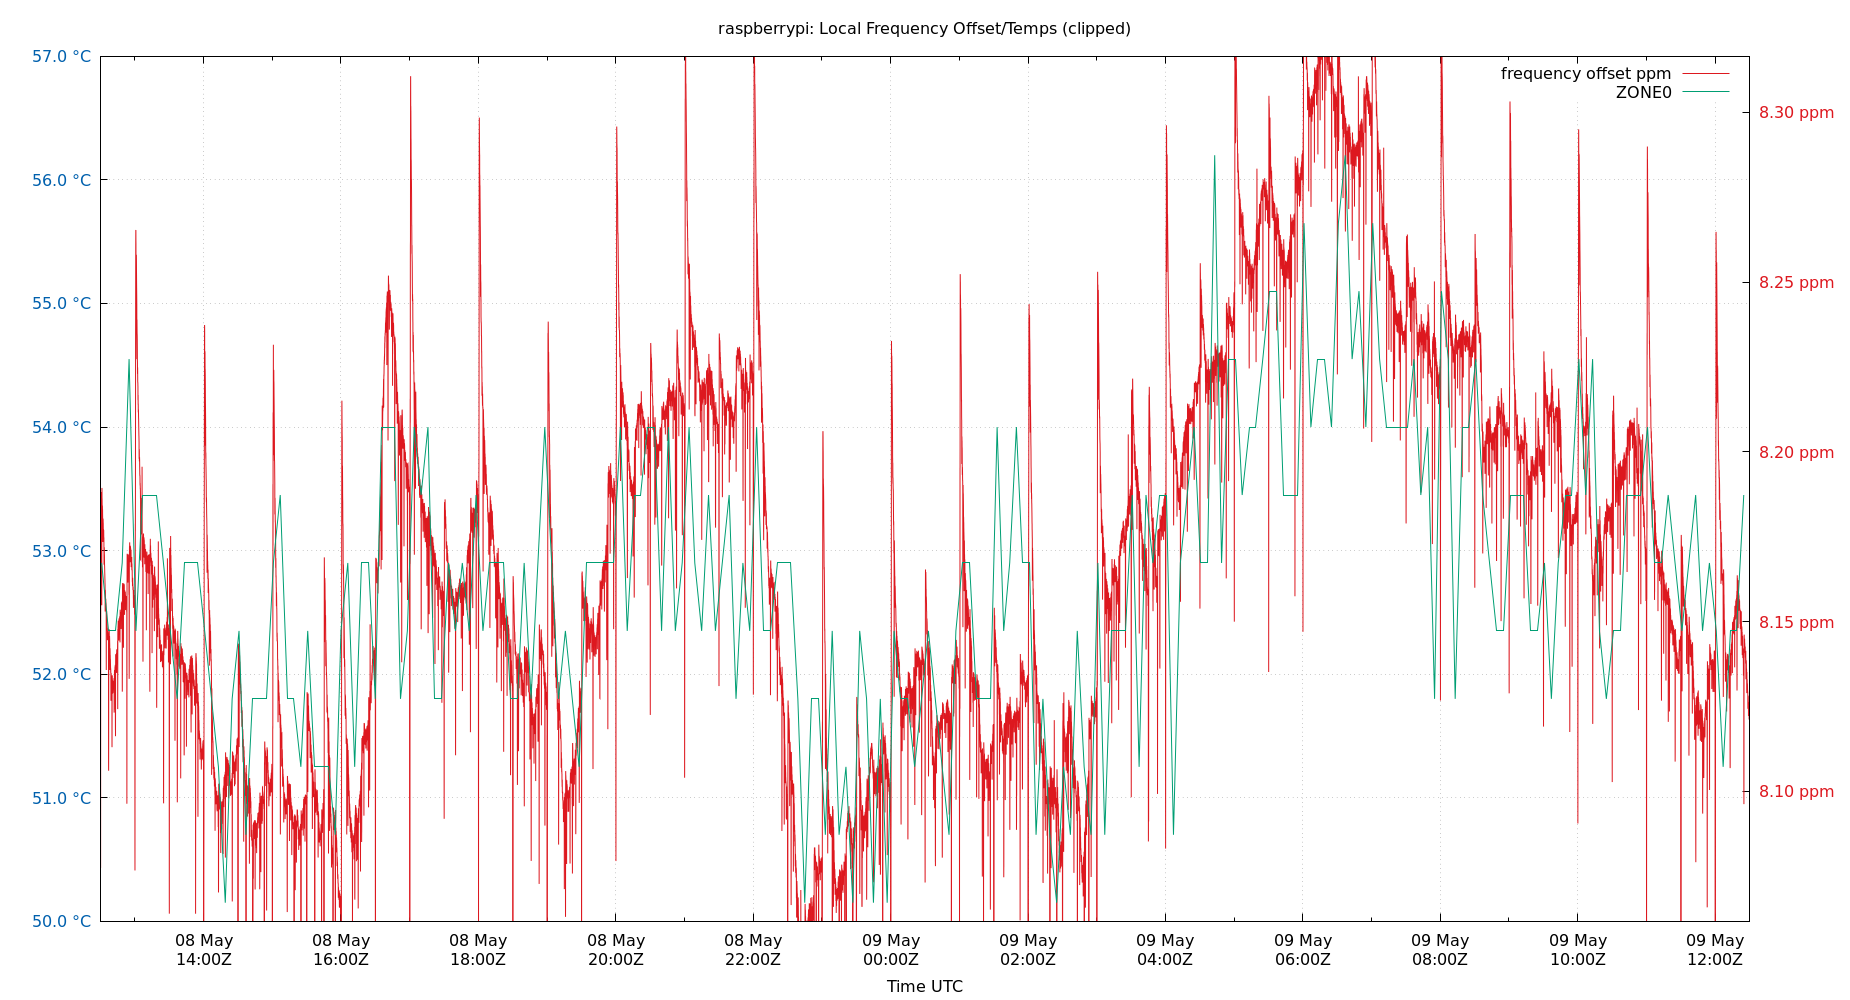 raspberrypi: Local Frequency Offset/Temps (clipped)
57.0 °C
56.0 °C
55.0 °C
54.0 °C
53.0 °C
52.0 °C
51.0 °C
50.0 °C
frequency offset ppm
ZONE0
8.30 ppm
8.25 ppm
8.20 ppm
8.15 ppm
8.10 ppm
08 May 08 May 08 May 08 May 08 May 09 May 09 May 09 May 09 May 09 May 09 May 09 May
14:00Z 16:00Z 18:00Z 20:00Z 22:00Z 00:00Z 02:00Z 04:00Z 06:00Z 08:00Z 10:00Z 12:00Z
Time UTC